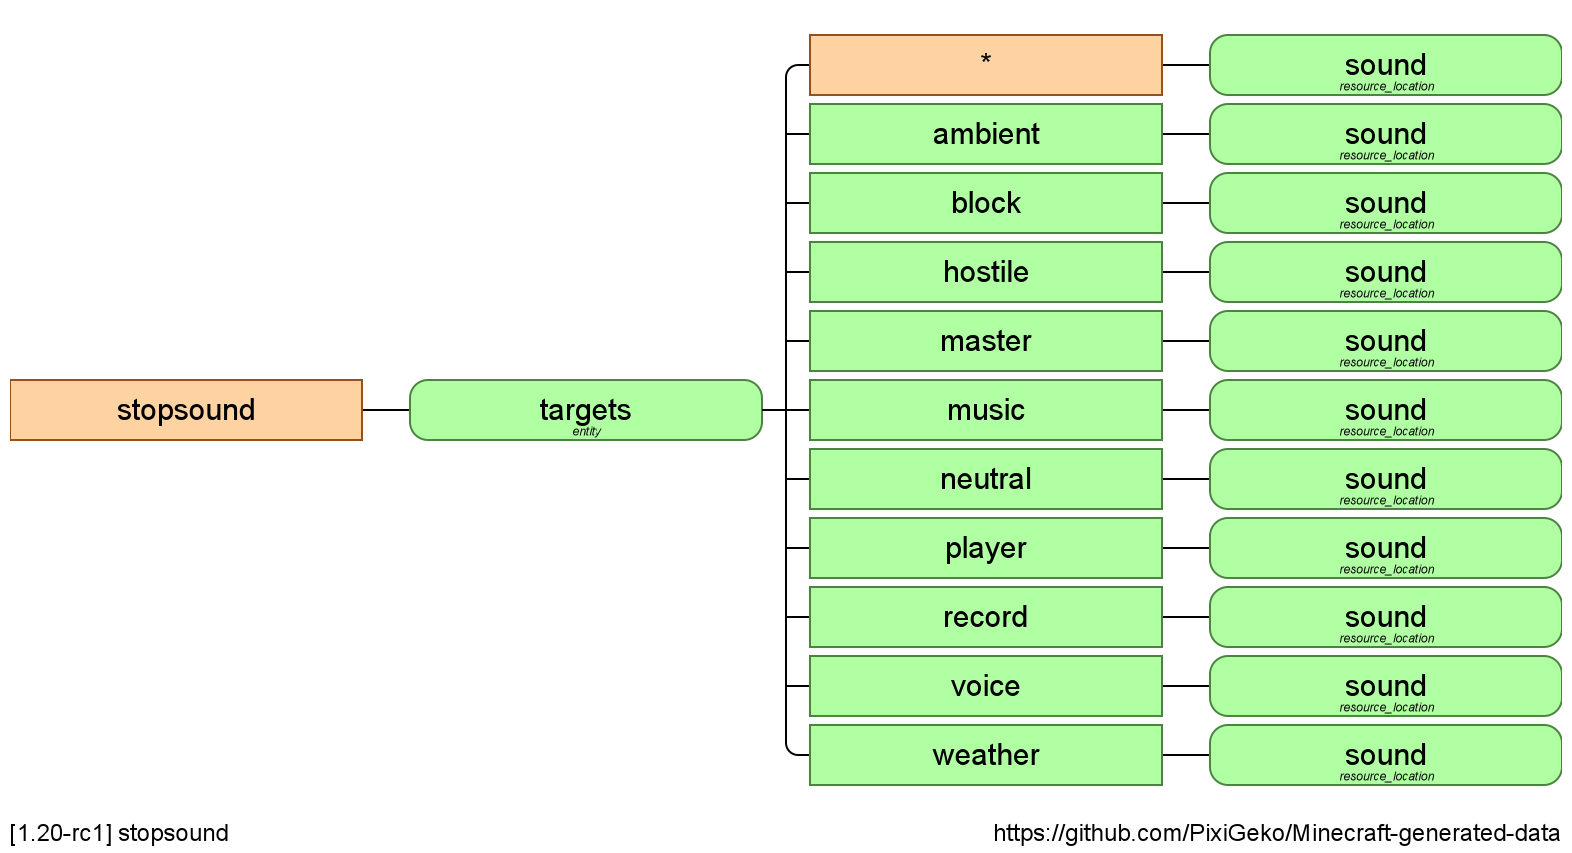 *
sound
resource_location
ambient
sound
resource_location
block
sound
resource_location
hostile
sound
resource_location
master
sound
resource_location
stopsound
targets
entity
music
sound
resource_location
neutral
sound
resource_location
player
sound
resource_location
record
sound
resource_location
voice
sound
resource_location
weather
sound
resource_location
[1.20-rc1] stopsound
https://github.com/PixiGeko/Minecraft-generated-data